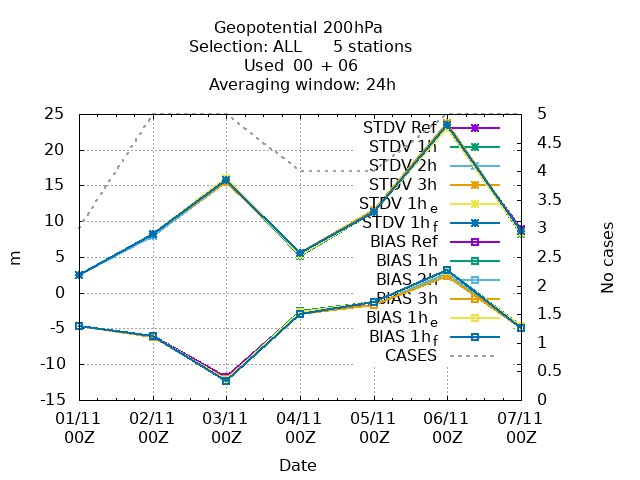 Geopotential 200hPa
Selection: ALL 5 stations
Used 00 + 06
Averaging window: 24h
25
20
15
10
5
0
-5
-10
-15
m
5
4.5
4
3.5
3
2.5
2
1.5
1
0.5
0
No cases
STDV Ref
STDV 1h
STDV 2h
STDV 3h
STDV 1h e
STDV 1h f
BIAS Ref
BIAS 1h
BIAS 2h
BIAS 3h
BIAS 1h e
BIAS 1h f
CASES
01/11 02/11 03/11 04/11 05/11 06/11 07/11
00Z 00Z 00Z 00Z 00Z 00Z 00Z
Date